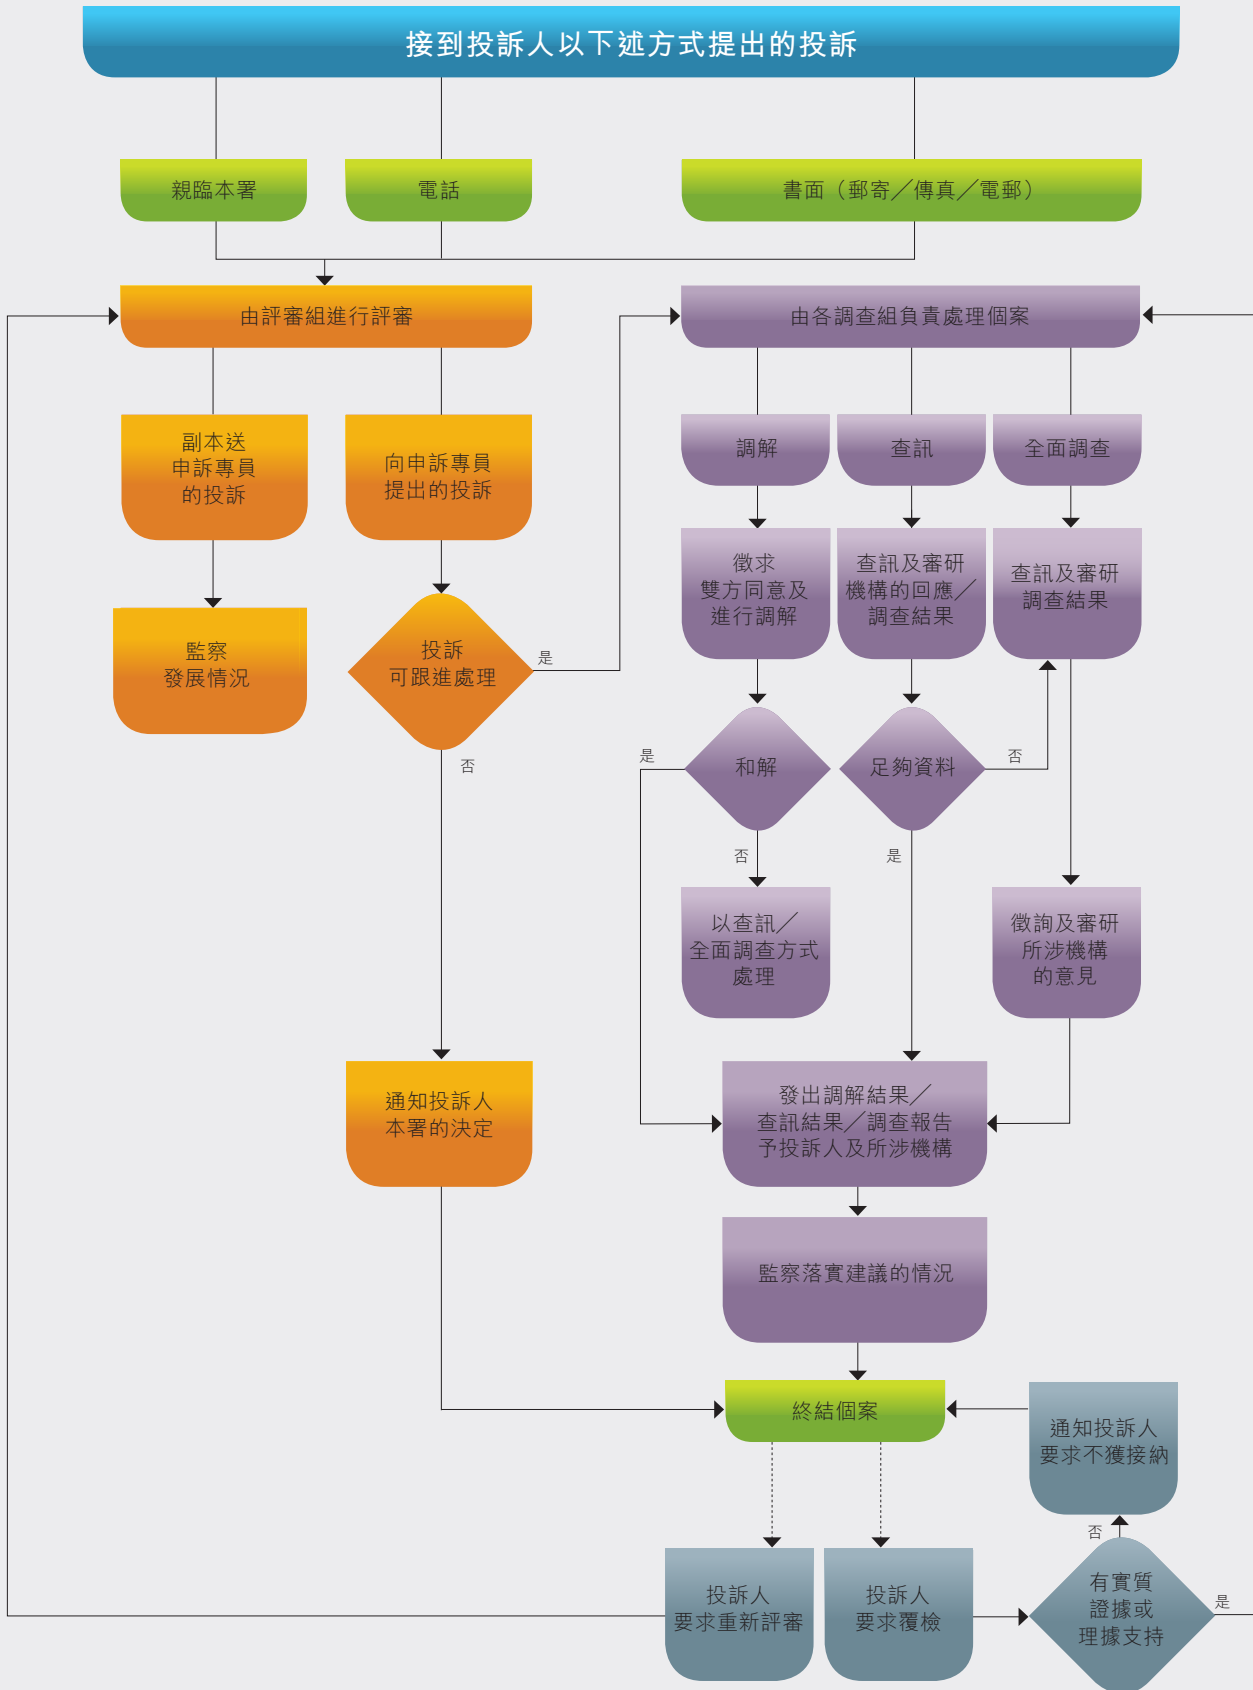 接到投訴人以下述方式提出的投訴
親臨本署
電話
書面（郵寄／傳真／電郵）
由評審組進行評審
由各調查組負責處理個案
副本送
申訴專員
的投訴
向申訴專員
提出的投訴
調解
查訊
全面調查
徵求
雙方同意及
進行調解
查訊及審研
機構的回應／
調查結果
查訊及審研
調查結果
監察
發展情況
投訴
可跟進處理
是
否
是
和解
否
足夠資料
否
是
以查訊／
全面調查方式
處理
徵詢及審研
所涉機構
的意見
通知投訴人
本署的決定
發出調解結果／
查訊結果／調查報告
予投訴人及所涉機構
監察落實建議的情況
終結個案
通知投訴人
要求不獲接納
否
投訴人
要求重新評審
投訴人
要求覆檢
有實質
證據或
理據支持
是